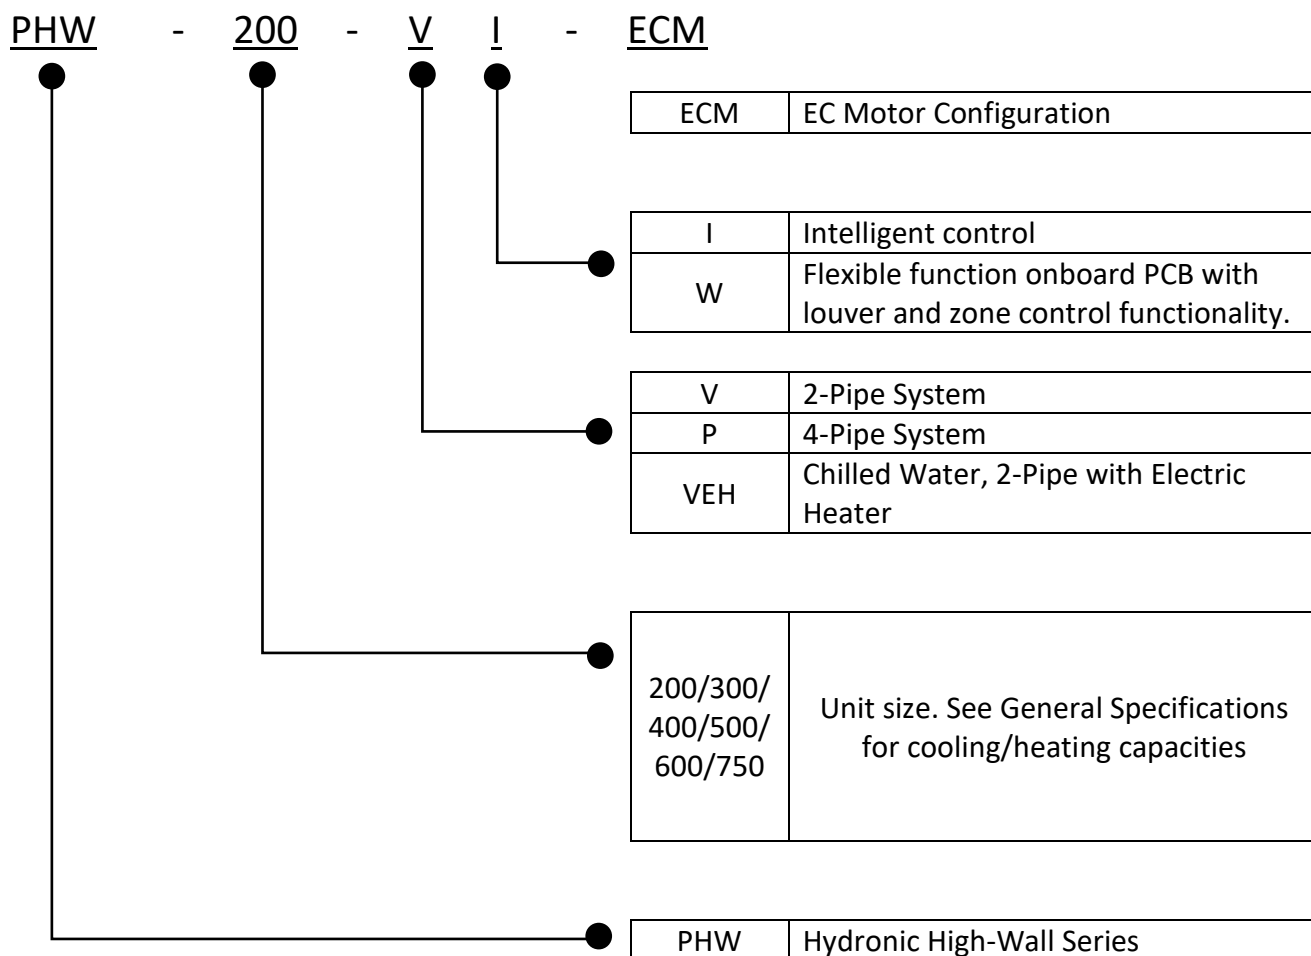 PHW - 200 - V I - ECM
ECM EC Motor Configuration
I Intelligent control
W Flexible function onboard PCB with
louver and zone control functionality.
V 2-Pipe System
P 4-Pipe System
VEH Chilled Water, 2-Pipe with Electric
Heater
200/300/
400/500/
600/750
Unit size. See General Specifications
for cooling/heating capacities
PHW Hydronic High-Wall Series